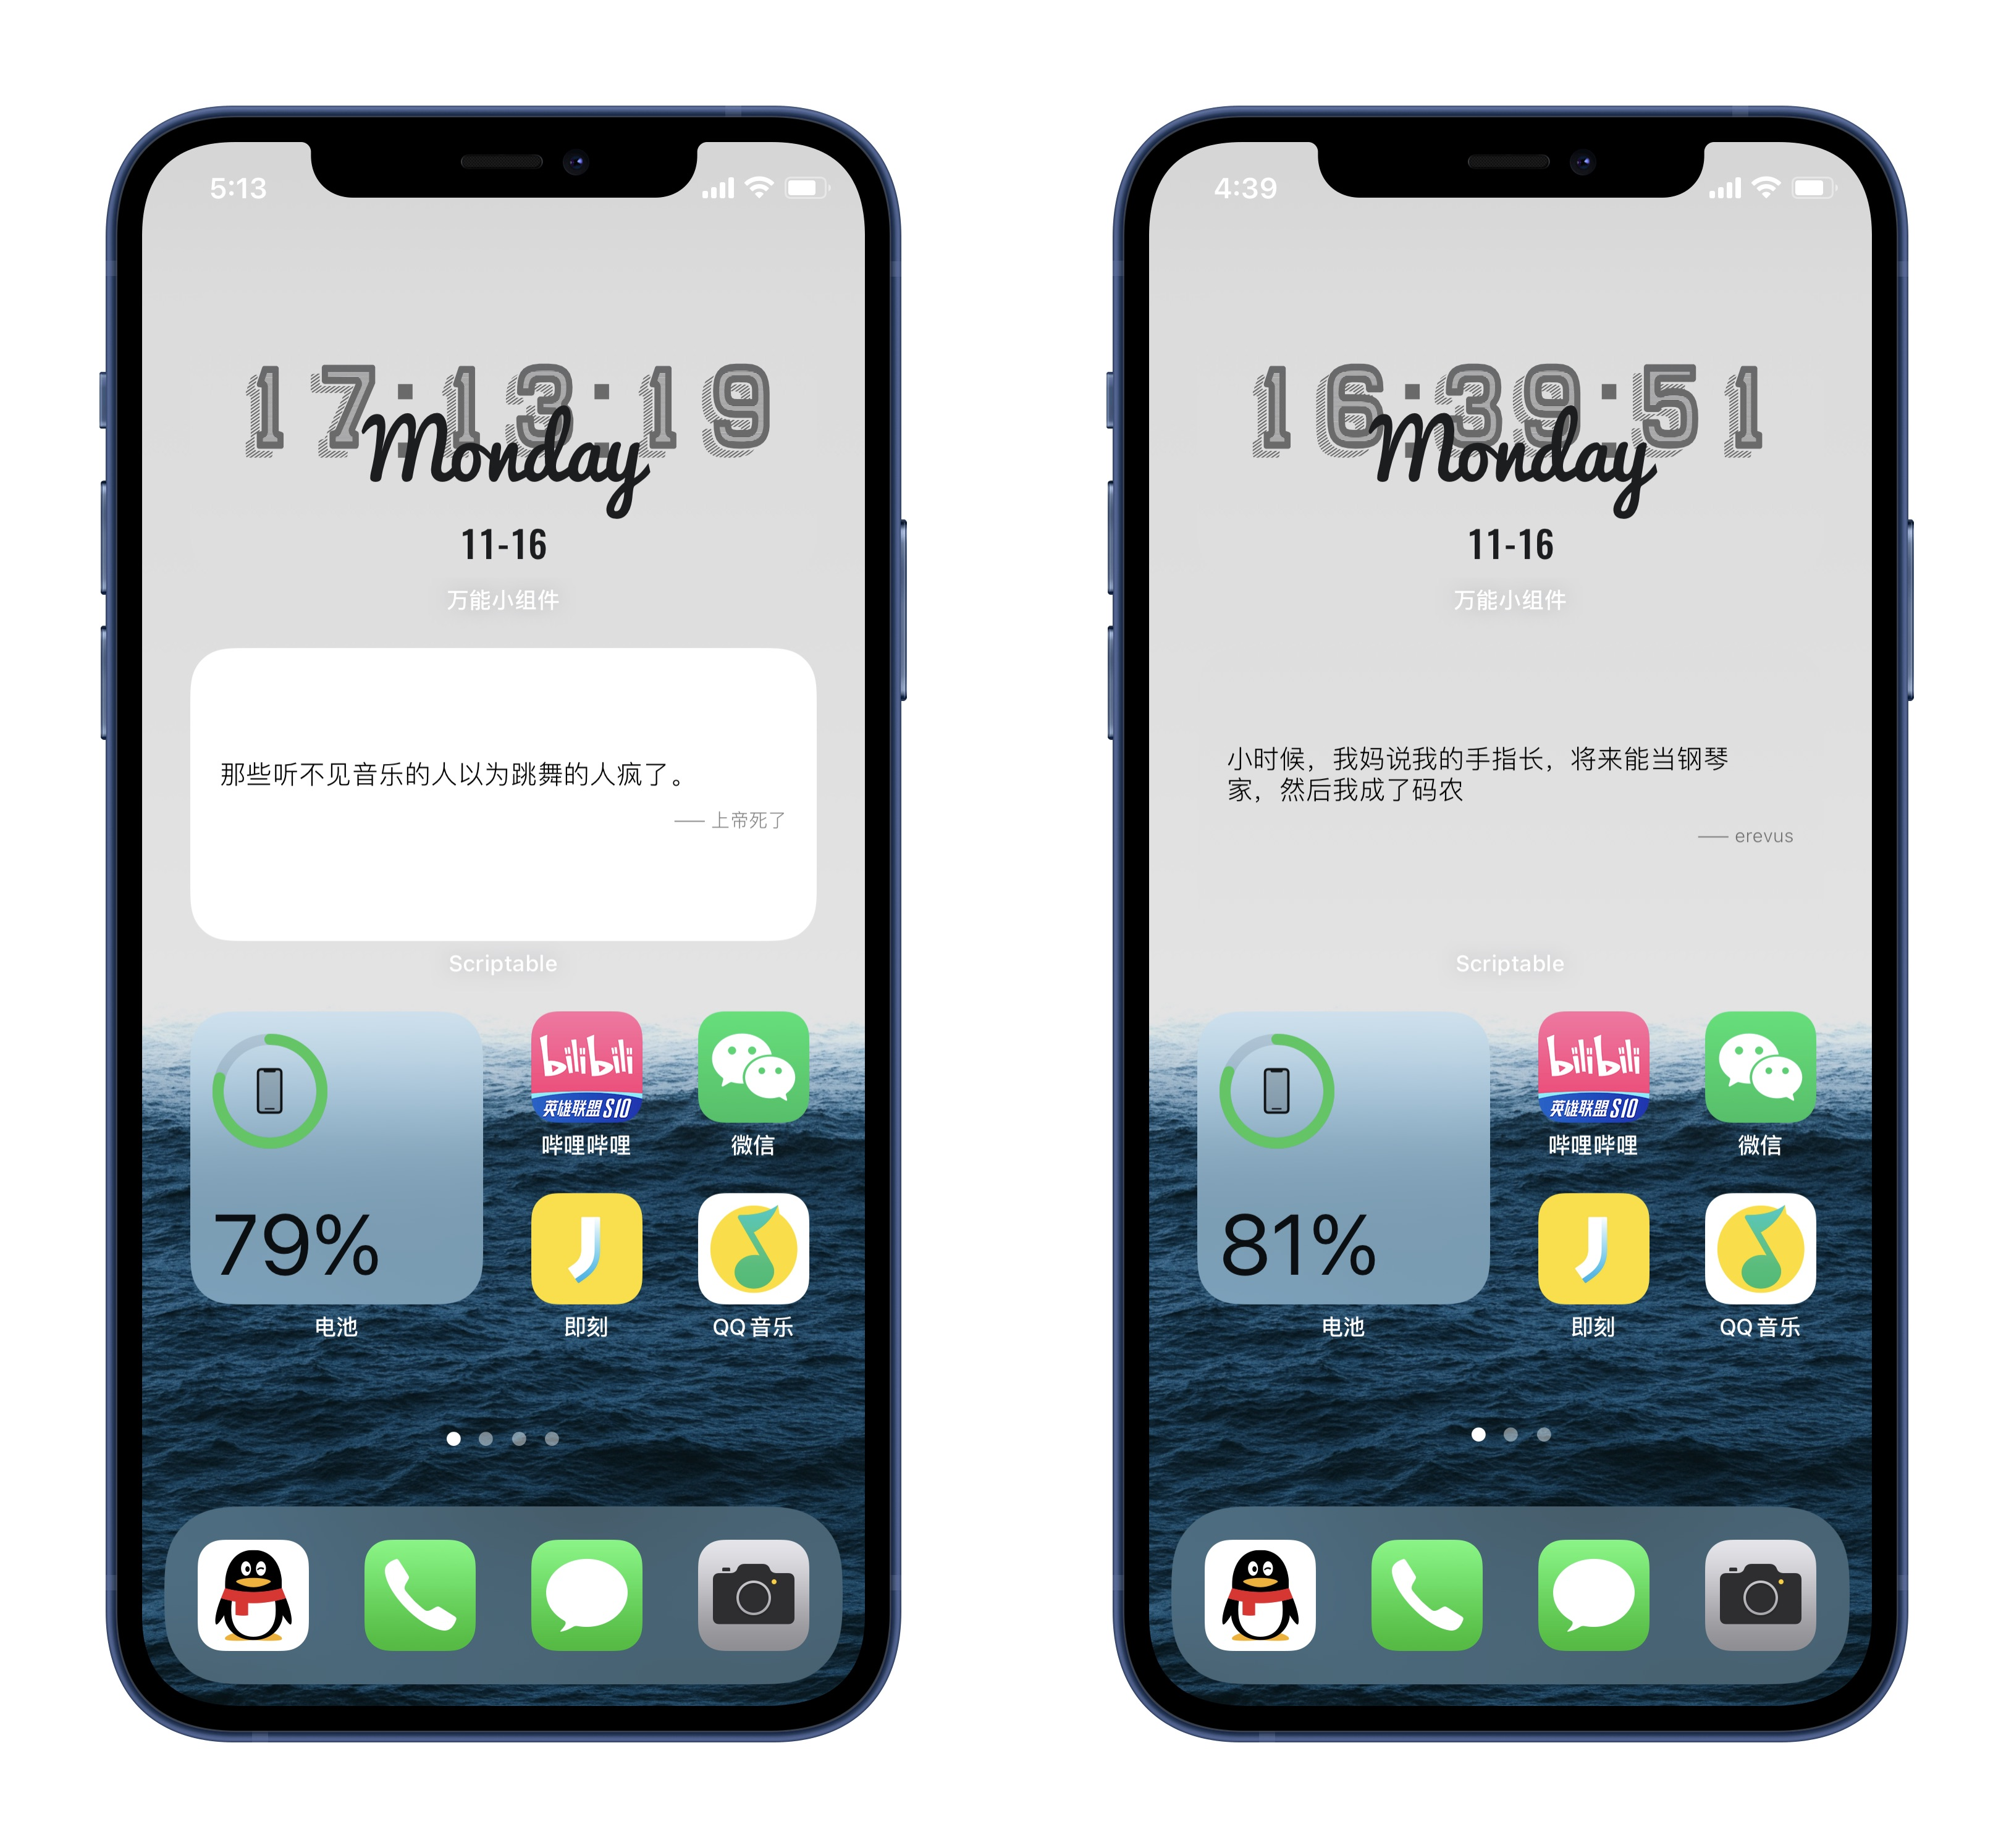 5:13
17:13:19
Monday
11-16
万能小组件
那些听不见音乐的人以为跳舞的人疯了。
—— 上帝死了
Scriptable
bilibili
英雄联盟 S10
哔哩哔哩
微信
79%
电池
即刻
QQ音乐
4:39
16:39:51
Monday
11-16
万能小组件
小时候，我妈说我的手指长，将来能当钢琴
家，然后我成了码农
—— erevus
Scriptable
bilibili
英雄联盟 S10
哔哩哔哩
微信
81%
电池
即刻
QQ音乐